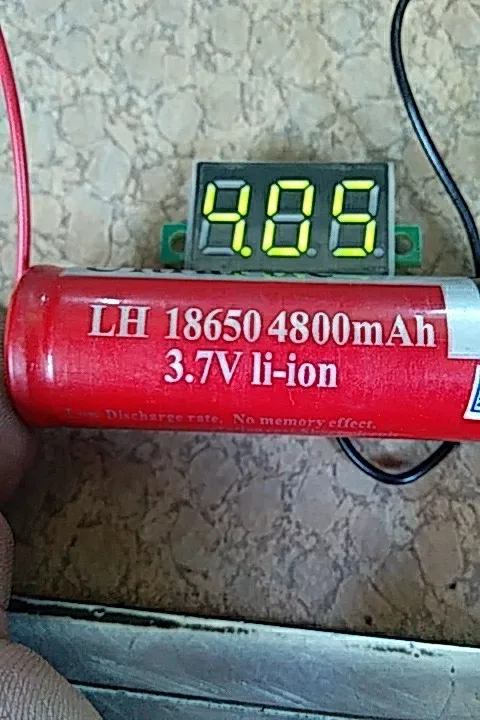 4.05
LH 18650 4800mAh
3.7V li-ion
Low Discharge rate. No memory effect.